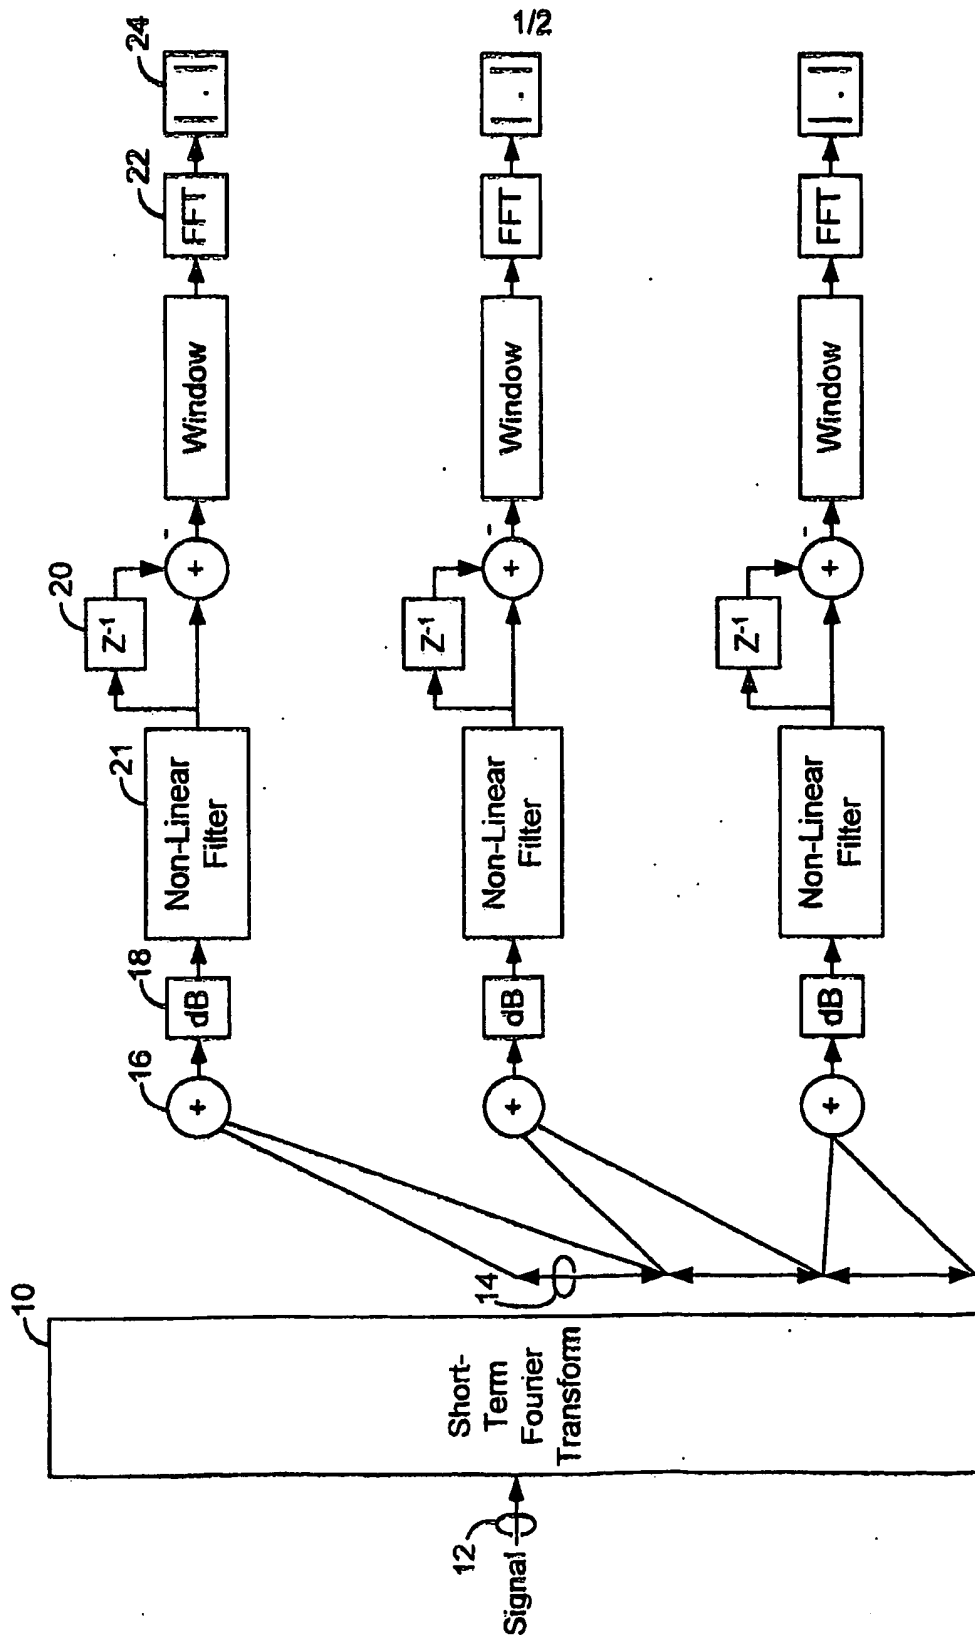 1/2
10
Short-
Term
Fourier
Transform
12
Signal
14
16
+
18
dB
21
Non-Linear
Filter
20
Z-1
+
-
Window
22
FFT
24
| . |
+
dB
Non-Linear
Filter
Z-1
+
-
Window
FFT
| . |
+
dB
Non-Linear
Filter
Z-1
+
-
Window
FFT
| . |